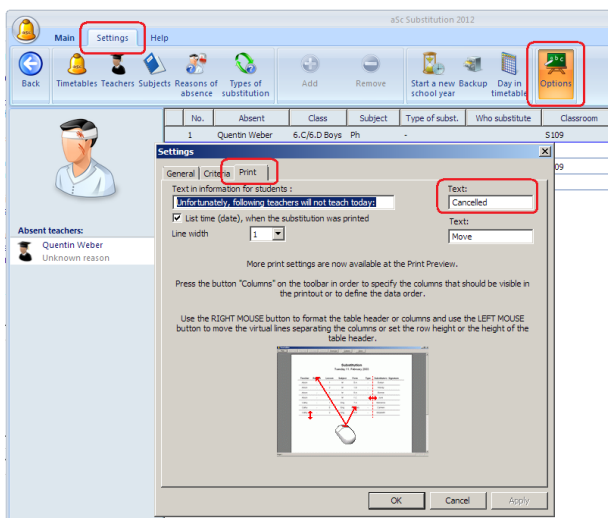 aSc Substitution 2012
Main Settings Help
Back Timetables Teachers Subjects Reasons of absence Types of substitution Add Remove Start a new school year Backup Day in timetable Options
No. Absent Class Subject Type of subst. Who substitute Classroom
1 Quentin Weber 6.C/6.D Boys Ph - S109
09
Absent teachers:
Quentin Weber
Unknown reason
Settings
General Criteria Print
Text in information for students :
Unfortunately, following teachers will not teach today:
Text:
Cancelled
List time (date), when the substitution was printed
Text:
Move
Line width 1
More print settings are now available at the Print Preview.
Press the button "Columns" on the toolbar in order to specify the columns that should be visible in
the printout or to define the data order.
Use the RIGHT MOUSE button to format the table header or columns and use the LEFT MOUSE
button to move the virtual lines separating the columns or set the row height or the height of the
table header.
Substitution
OK Cancel Apply